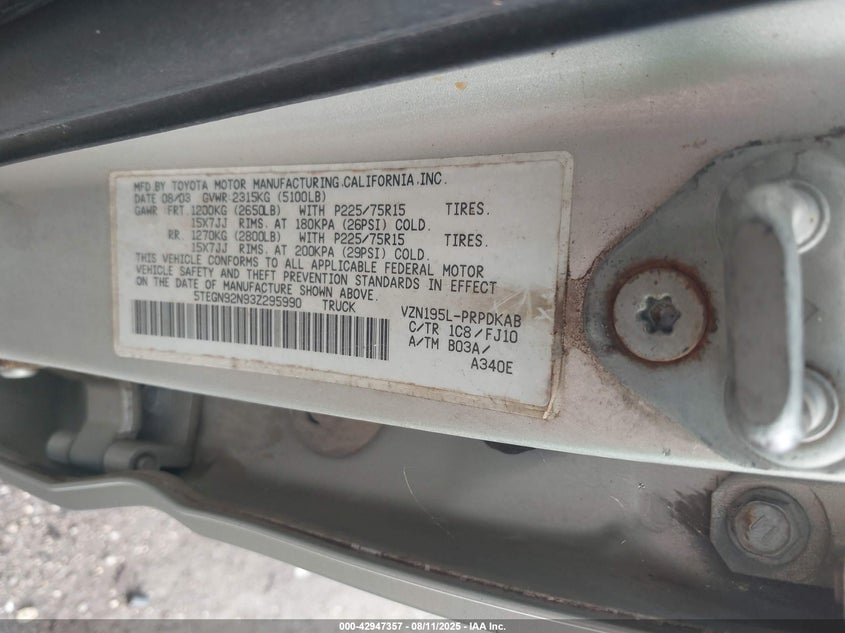 MFD BY TOYOTA MOTOR MANUFACTURING CALIFORNIA, INC.
DATE 08/03 GVWR 2315KG (5100LB)
GAWR FRT. 1200KG (2650LB) WITH P225/75R15 TIRES.
15X7JJ RIMS. AT 180KPA (26PSI) COLD.
RR. 1270KG (2800LB) WITH P225/75R15 TIRES.
15X7JJ RIMS. AT 200KPA (29PSI) COLD.
THIS VEHICLE CONFORMS TO ALL APPLICABLE FEDERAL MOTOR
VEHICLE SAFETY AND THEFT PREVENTION STANDARDS IN EFFECT
ON THE DATE OF MANUFACTURE SHOWN ABOVE.
5TEGN92N93Z295990 TRUCK
VZN195L-PRPDKAB
C/TR 1C8/FJ10
A/TM B03A/
A340E
000-42947357 - 08/11/2025 - IAAI.COM